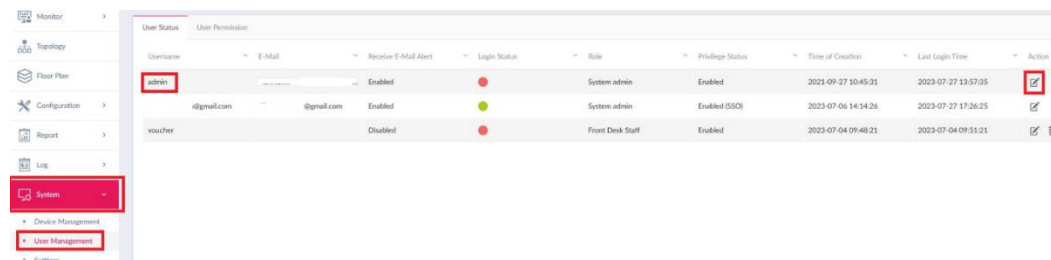 Monitor
Topology
Floor Plan
Configuration
Report
Log
System
Device Management
User Management
Settings
User Status User Permission
Username E-Mail Receive E-Mail Alert Login Status Role Privilege Status Time of Creation Last Login Time Action
admin Enabled System admin Enabled 2021-09-27 10:45:31 2023-07-27 13:57:35
@gmail.com @gmail.com Enabled System admin Enabled (SSO) 2023-07-06 14:14:26 2023-07-27 17:26:25
voucher Disabled Front Desk Staff Enabled 2023-07-04 09:48:21 2023-07-04 09:51:21